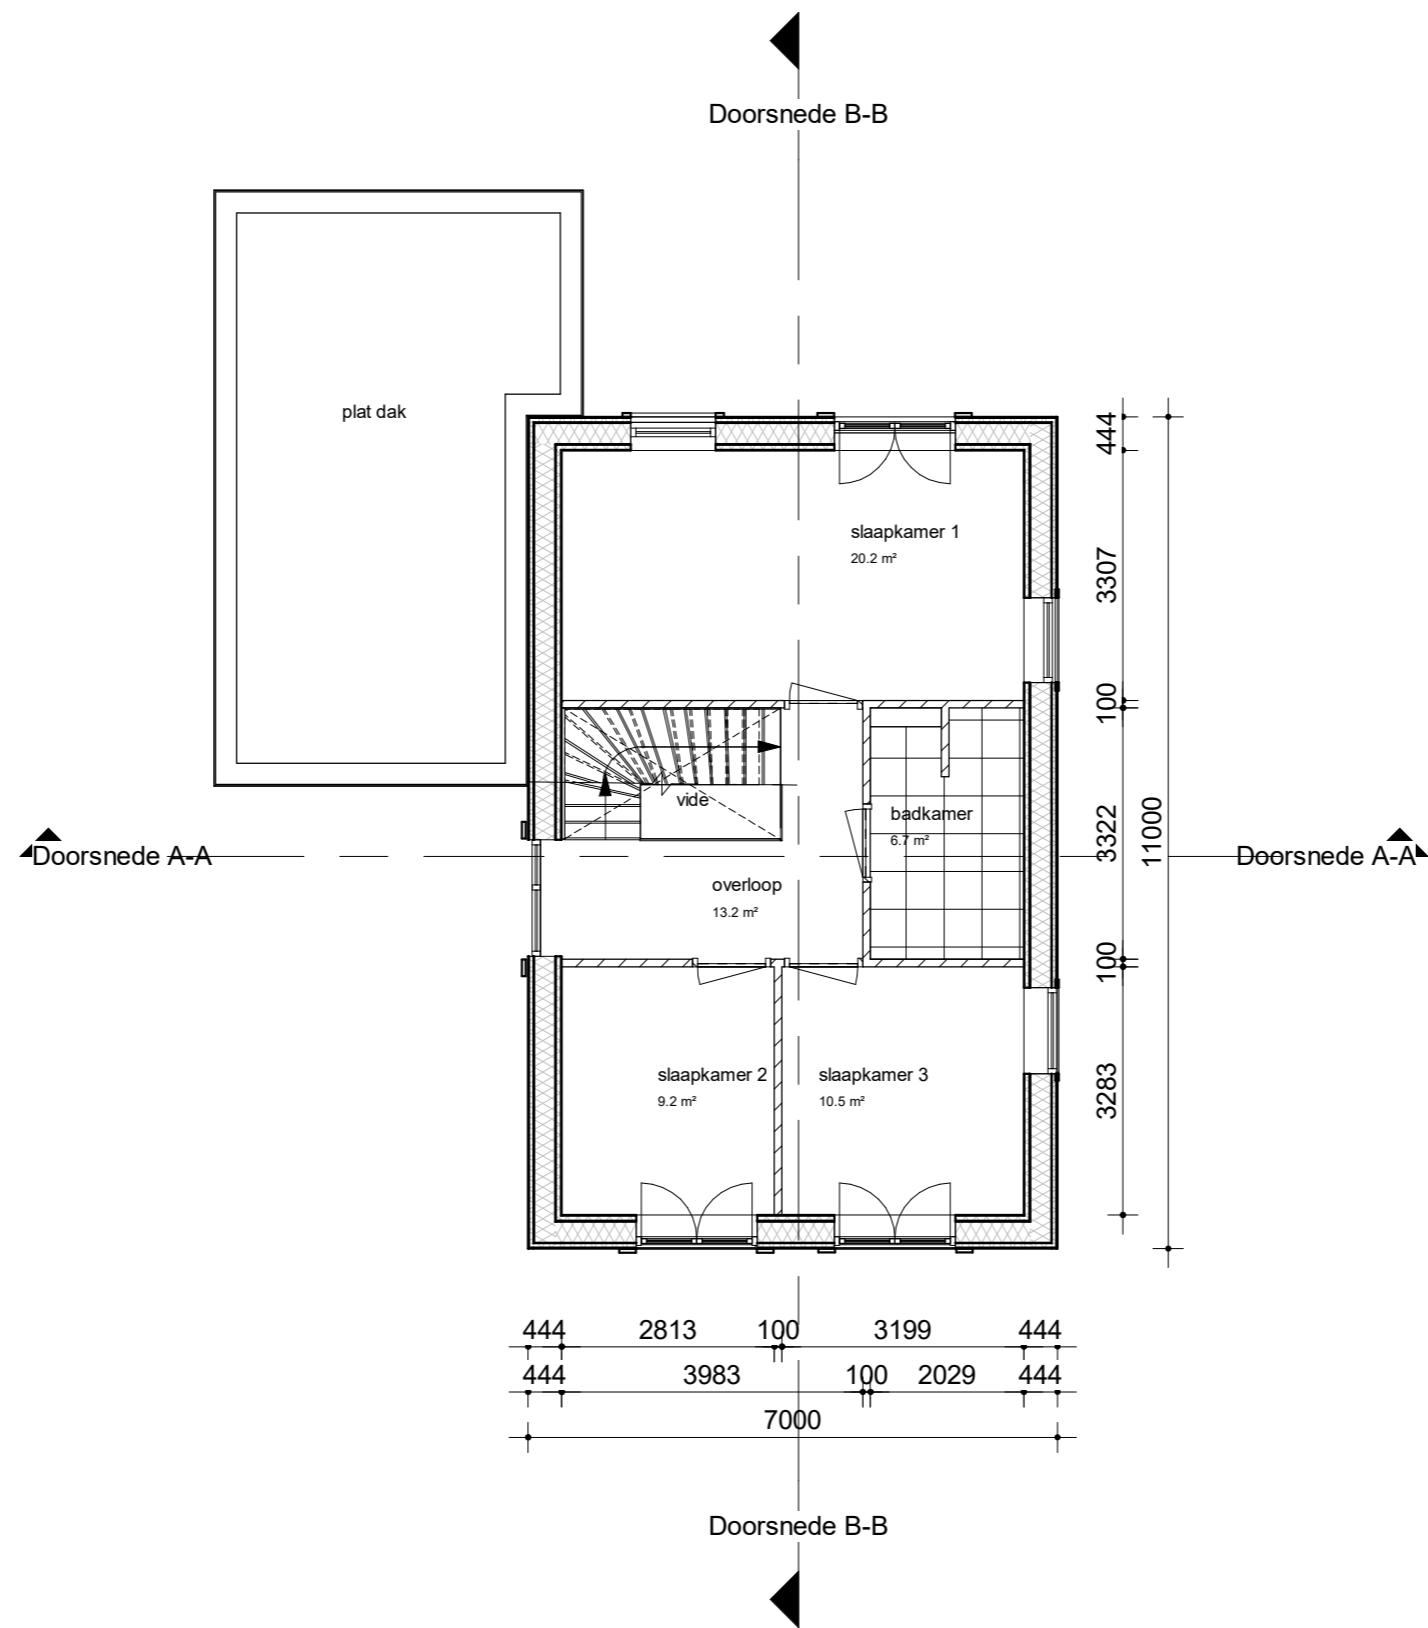 Doorsnede B-B
plat dak
444
slaapkamer 1
20.2 m²
3307
100
vide
badkamer
6.7 m²
3322
11000
Doorsnede A-A
Doorsnede A-A
overloop
13.2 m²
100
slaapkamer 2
9.2 m²
slaapkamer 3
10.5 m²
3283
444 2813 100 3199 444
444 3983 100 2029 444
7000
Doorsnede B-B